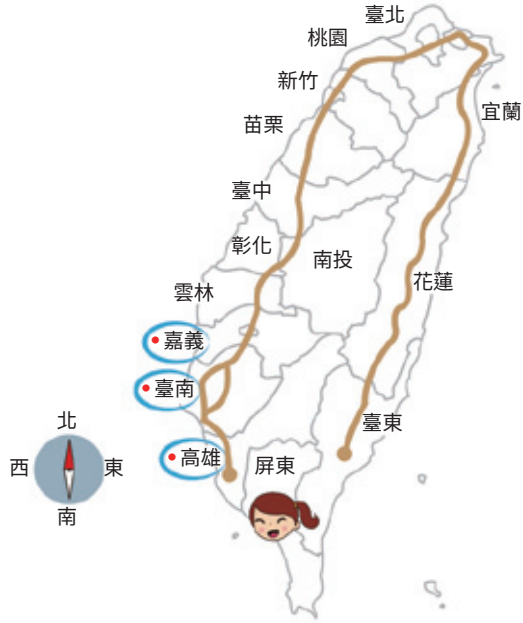 臺北
桃園
新竹
宜蘭
苗栗
臺中
彰化
南投
花蓮
雲林
嘉義
臺南
臺東
北
高雄
屏東
西
東
南